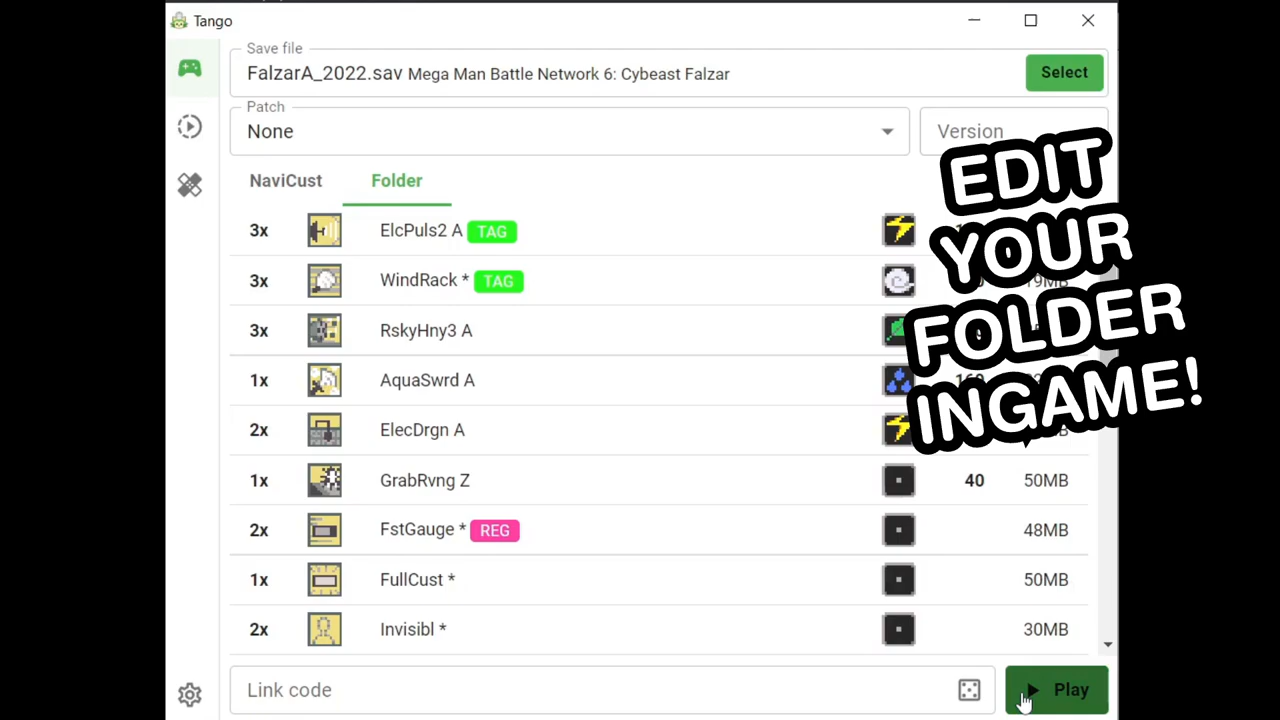 Tango
Save file
FalzarA_2022.sav Mega Man Battle Network 6: Cybeast Falzar
Select
Patch
None
Version
NaviCust
Folder
3x ElcPuls2 A TAG
3x WindRack * TAG 19MB
3x RskyHny3 A
1x AquaSwrd A
2x ElecDrgn A
1x GrabRvng Z 40 50MB
2x FstGauge * REG 48MB
1x FullCust * 50MB
2x Invisibl * 30MB
Link code
Play
EDIT
YOUR
FOLDER
INGAME!